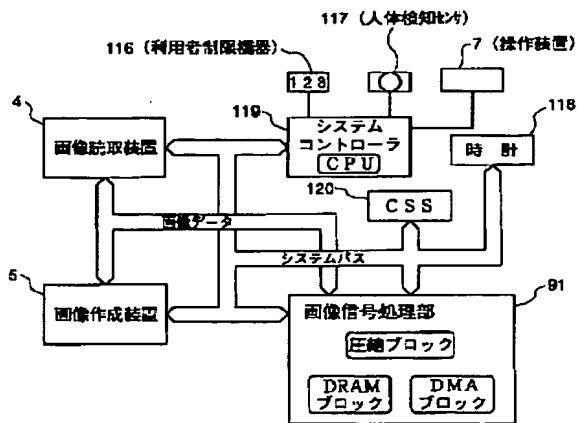 117 (人体検知センサ)
116 (利用者制限機器)
7 (操作装置)
1 2 3
119
システム
コントローラ
CPU
118
時 計
4
画像読取装置
120
CSS
画像データ
システムバス
5
画像作成装置
91
画像信号処理部
圧縮ブロック
DRAM
ブロック
DMA
ブロック